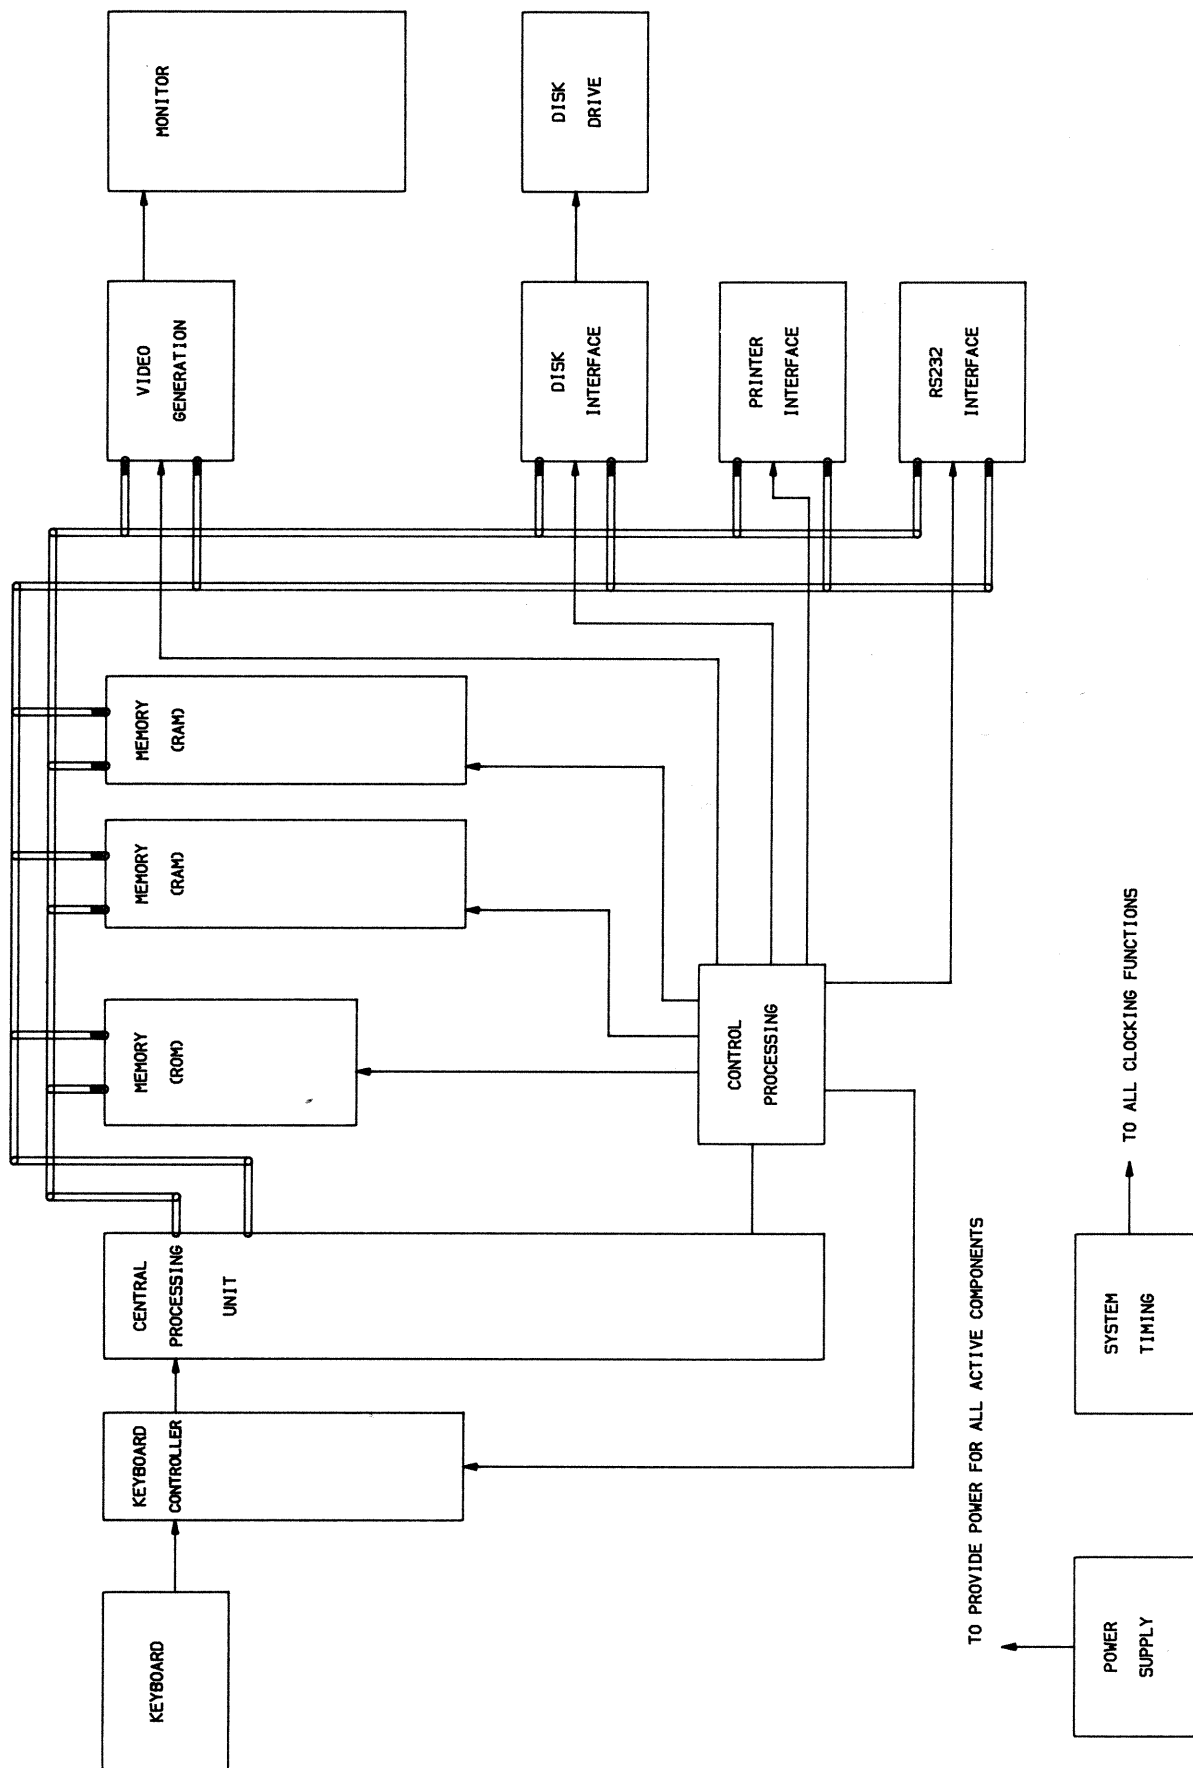 KEYBOARD
KEYBOARD
CONTROLLER
CENTRAL
PROCESSING
UNIT
MEMORY
(ROM)
MEMORY
(RAM)
MEMORY
(RAM)
VIDEO
GENERATION
MONITOR
DISK
INTERFACE
DISK
DRIVE
PRINTER
INTERFACE
RS232
INTERFACE
CONTROL
PROCESSING
TO PROVIDE POWER FOR ALL ACTIVE COMPONENTS
POWER
SUPPLY
SYSTEM
TIMING
TO ALL CLOCKING FUNCTIONS